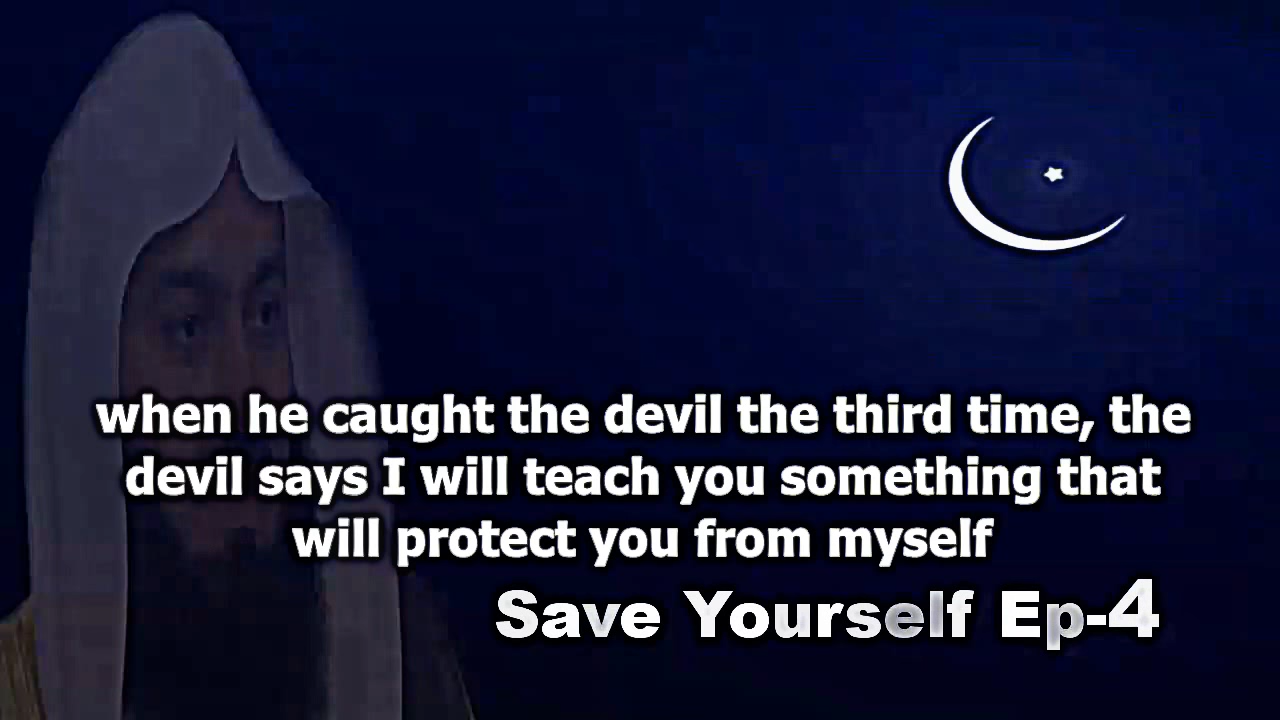 when he caught the devil the third time, the
devil says I will teach you something that
will protect you from myself
Save Yourself Ep-4